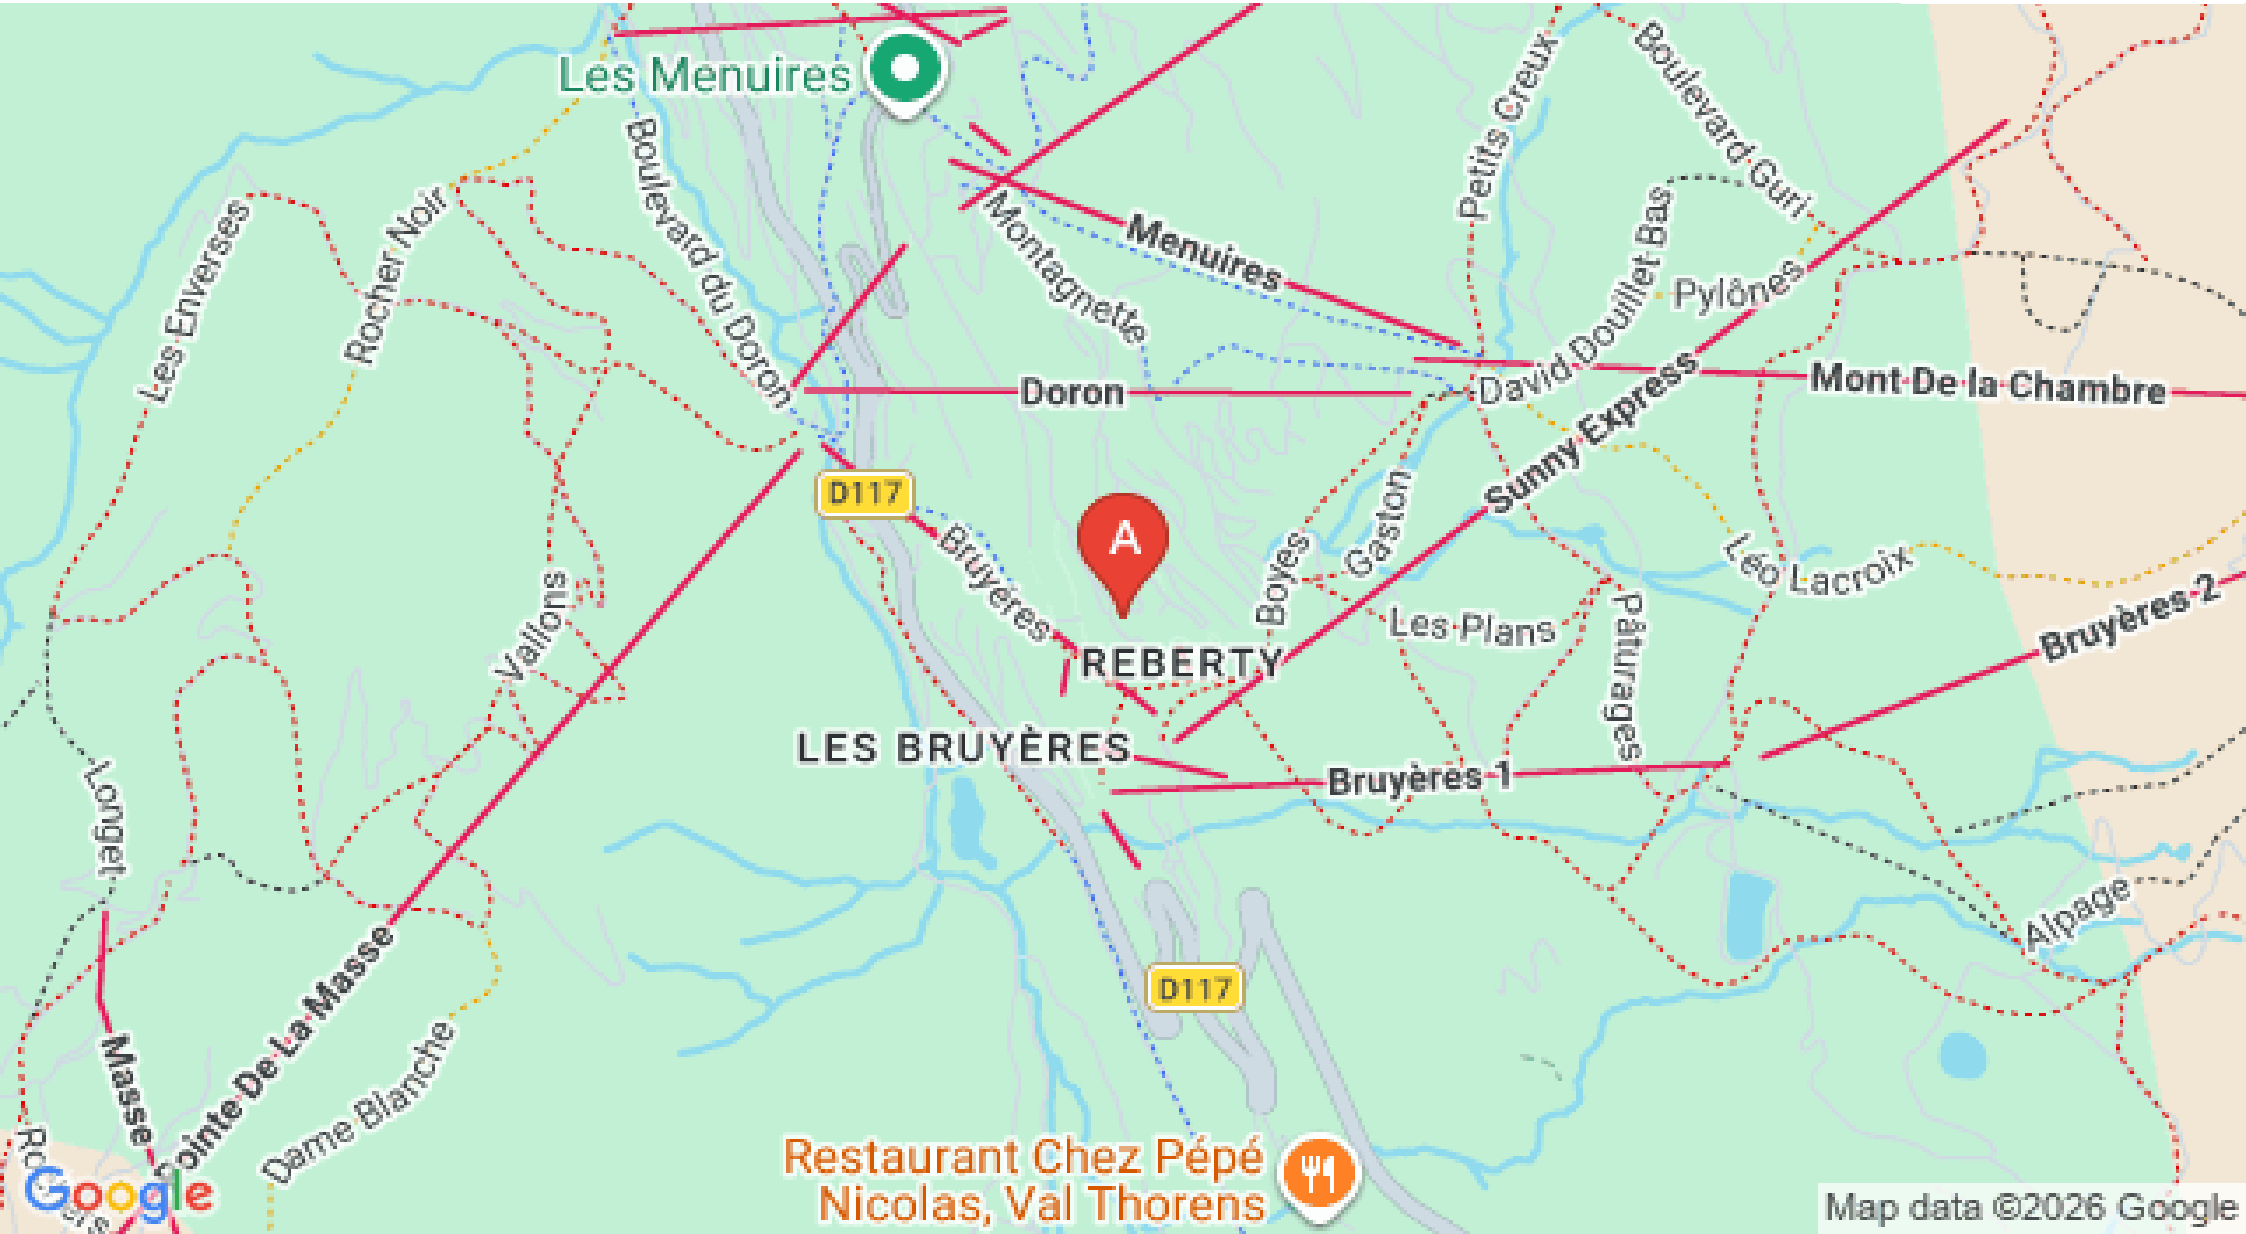 Les Menuires
Petits Creux
Boulevard Guri
Boulevard du Doron
Les Enverses
Rocher Noir
Montagnette
Menuires
David Douillet Bas
Pylônes
Doron
Mont De la Chambre
Sunny Express
D117
A
Bruyéres
Gaston
Boyes
Les Plans
Pâturages
Léo Lacroix
Bruyères 2
Vallons
REBERTY
LES BRUYÈRES
Bruyères 1
Longet
Alpage
D117
Pointe De La Masse
Masse
Dame Blanche
Restaurant Chez Pépé
Nicolas, Val Thorens
Google
Map data ©2026 Google